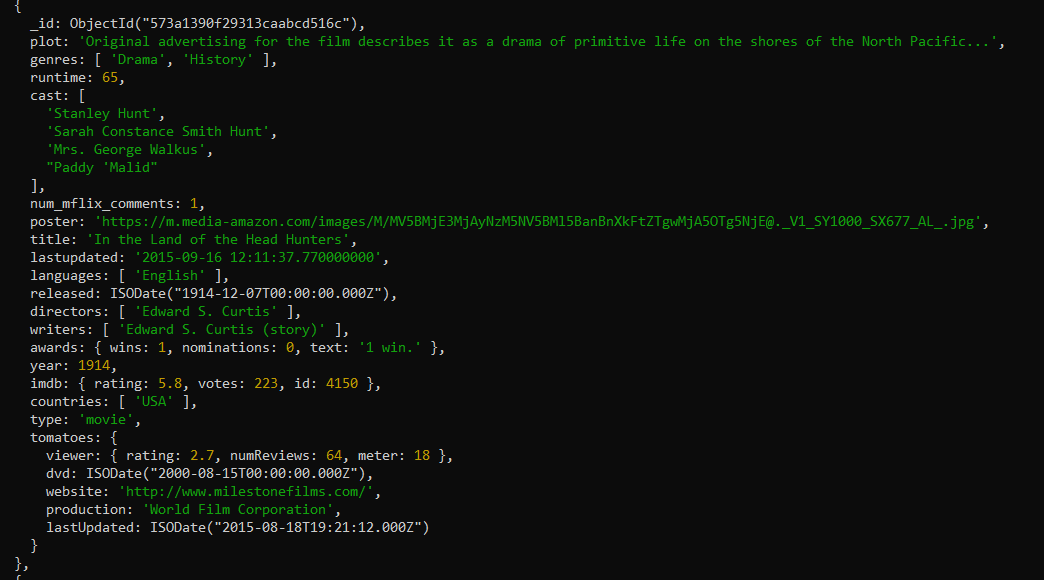 {
  _id: ObjectId("573a1390f29313caabcd516c"),
  plot: 'Original advertising for the film describes it as a drama of primitive life on the shores of the North Pacific...',
  genres: [ 'Drama', 'History' ],
  runtime: 65,
  cast: [
    'Stanley Hunt',
    'Sarah Constance Smith Hunt',
    'Mrs. George Walkus',
    "Paddy 'Malid"
  ],
  num_mflix_comments: 1,
  poster: 'https://m.media-amazon.com/images/M/MV5BMjE3MjAyNzM5NV5BMl5BanBnXkFtZTgwMjA5OTg5NjE@._V1_SY1000_SX677_AL_.jpg',
  title: 'In the Land of the Head Hunters',
  lastupdated: '2015-09-16 12:11:37.770000000',
  languages: [ 'English' ],
  released: ISODate("1914-12-07T00:00:00.000Z"),
  directors: [ 'Edward S. Curtis' ],
  writers: [ 'Edward S. Curtis (story)' ],
  awards: { wins: 1, nominations: 0, text: '1 win.' },
  year: 1914,
  imdb: { rating: 5.8, votes: 223, id: 4150 },
  countries: [ 'USA' ],
  type: 'movie',
  tomatoes: {
    viewer: { rating: 2.7, numReviews: 64, meter: 18 },
    dvd: ISODate("2000-08-15T00:00:00.000Z"),
    website: 'http://www.milestonefilms.com/',
    production: 'World Film Corporation',
    lastUpdated: ISODate("2015-08-18T19:21:12.000Z")
  }
},
{